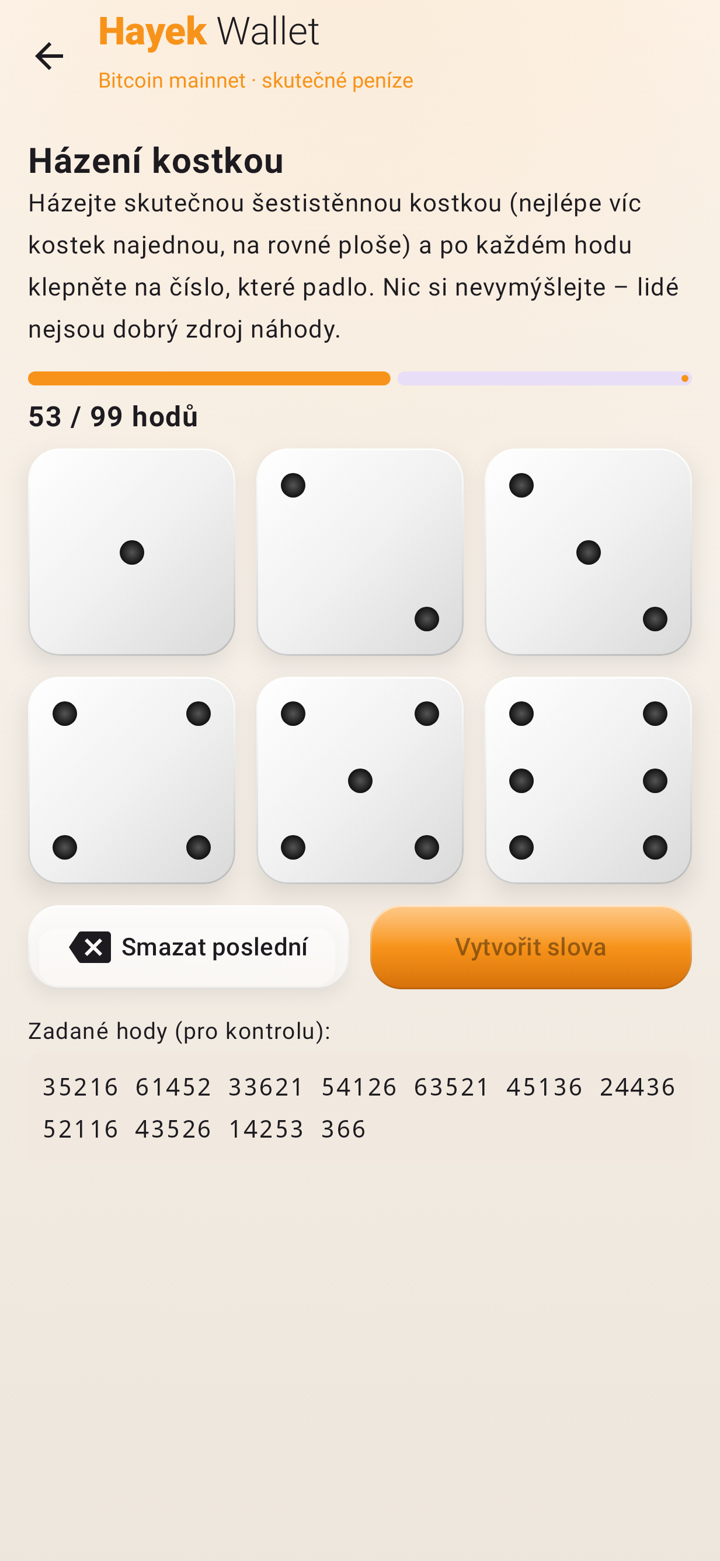 Hayek Wallet
Bitcoin mainnet · skutečné peníze
Házení kostkou
Házejte skutečnou šestistěnnou kostkou (nejlépe víc
kostek najednou, na rovné ploše) a po každém hodu
klepněte na číslo, které padlo. Nic si nevymýšlejte – lidé
nejsou dobrý zdroj náhody.
53 / 99 hodů
Smazat poslední
Vytvořit slova
Zadané hody (pro kontrolu):
35216 61452 33621 54126 63521 45136 24436
52116 43526 14253 366